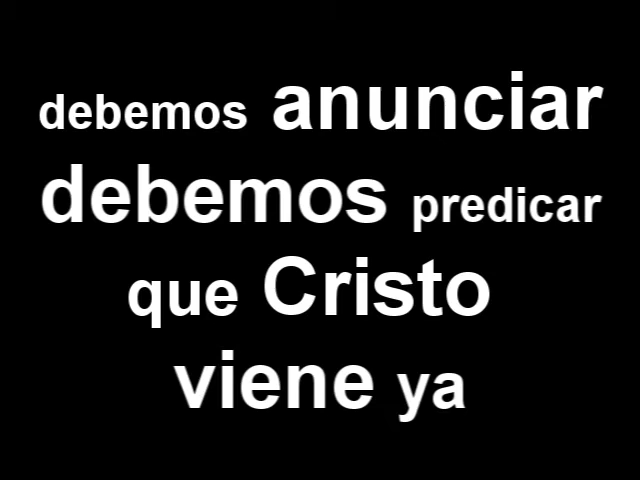 debemos anunciar
debemos predicar
que Cristo
viene ya